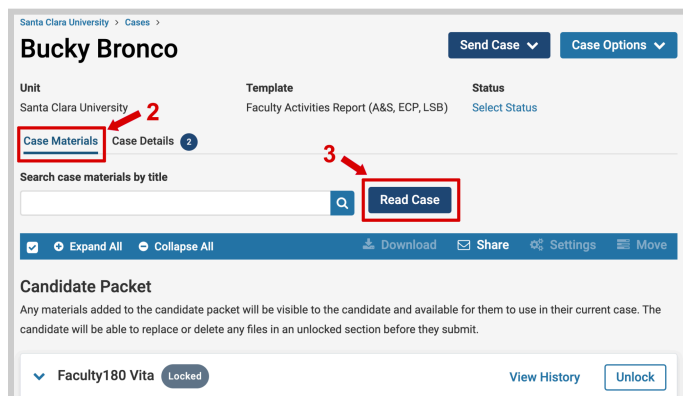 Santa Clara University > Cases >
Bucky Bronco
Send Case
Case Options
Unit
Template
Status
Santa Clara University
Faculty Activities Report (A&S, ECP, LSB)
Select Status
2
Case Materials
Case Details 2
3
Search case materials by title
Read Case
Expand All
Collapse All
Download
Share
Settings
Move
Candidate Packet
Any materials added to the candidate packet will be visible to the candidate and available for them to use in their current case. The
candidate will be able to replace or delete any files in an unlocked section before they submit.
Faculty180 Vita Locked
View History
Unlock